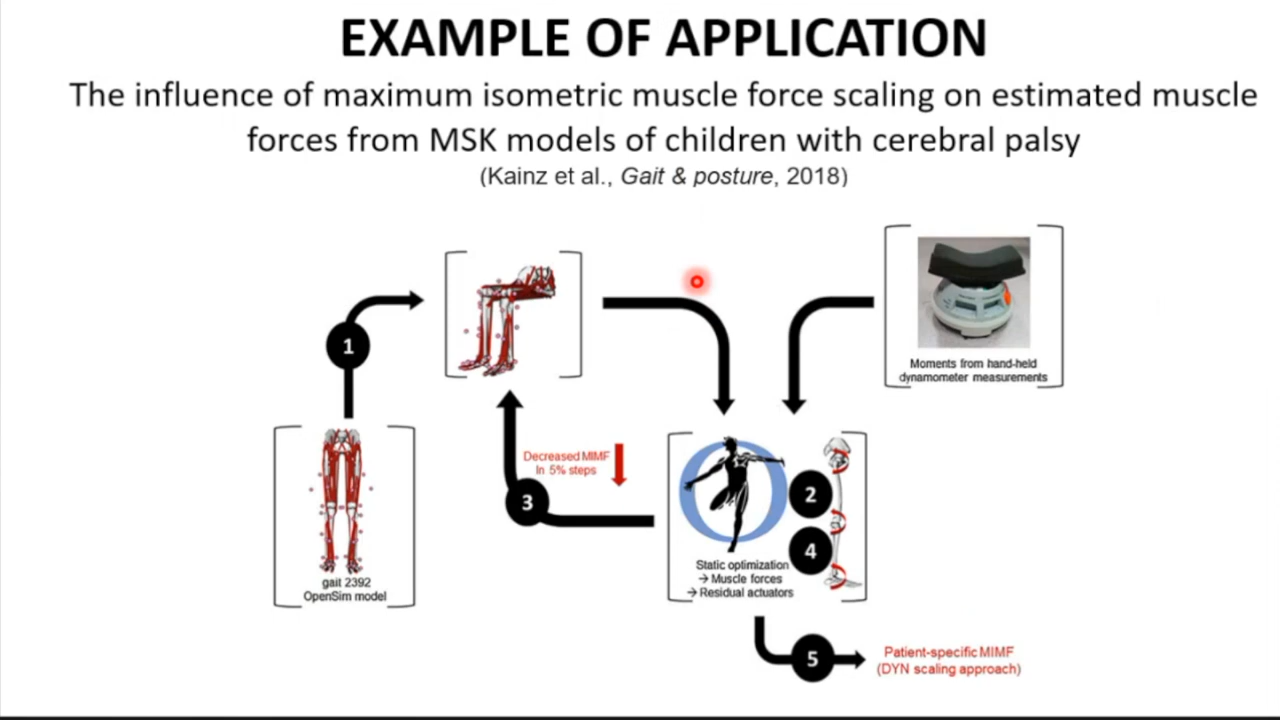 EXAMPLE OF APPLICATION
The influence of maximum isometric muscle force scaling on estimated muscle
forces from MSK models of children with cerebral palsy
(Kainz et al., Gait & posture, 2018)
Moments from hand-held
dynamometer measurements
1
Decreased MIMF
In 5% steps
3
2
4
Static optimization
→ Muscle forces
→ Residual actuators
gait 2392
OpenSim model
5
Patient-specific MIMF
(DYN scaling approach)